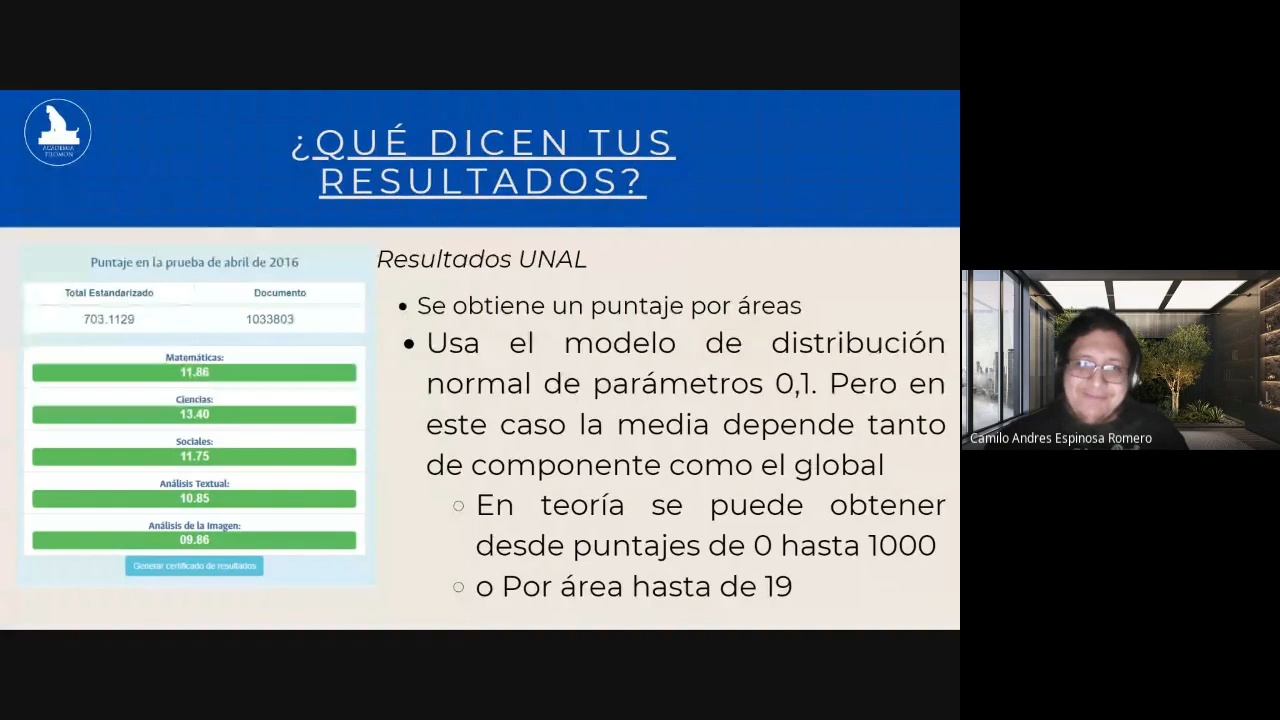 ACADEMIA
FILOMON
¿QUÉ DICEN TUS
RESULTADOS?
Puntaje en la prueba de abril de 2016
Total Estandarizado Documento
703.1129 1033803
Matemáticas:
11.86
Ciencias:
13.40
Sociales:
11.75
Análisis Textual:
10.85
Análisis de la Imagen:
09.86
Generar certificado de resultados
Resultados UNAL
• Se obtiene un puntaje por áreas
• Usa el modelo de distribución
normal de parámetros 0,1. Pero en
este caso la media depende tanto
de componente como el global
○ En teoría se puede obtener
desde puntajes de 0 hasta 1000
○ o Por área hasta de 19
Camilo Andres Espinosa Romero